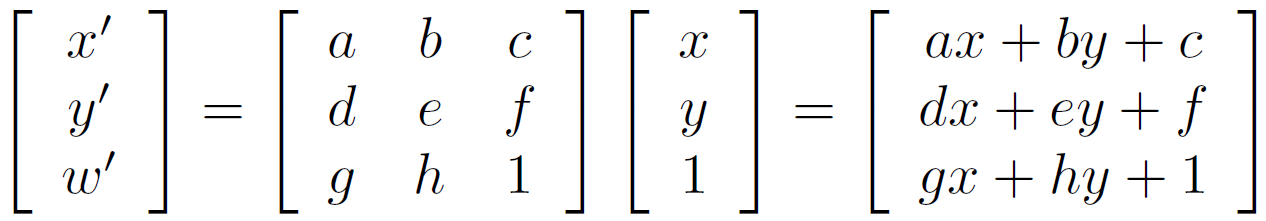 x′ a b c x ax + by + c
y′ = d e f y = dx + ey + f
w′ g h 1 1 gx + hy + 1